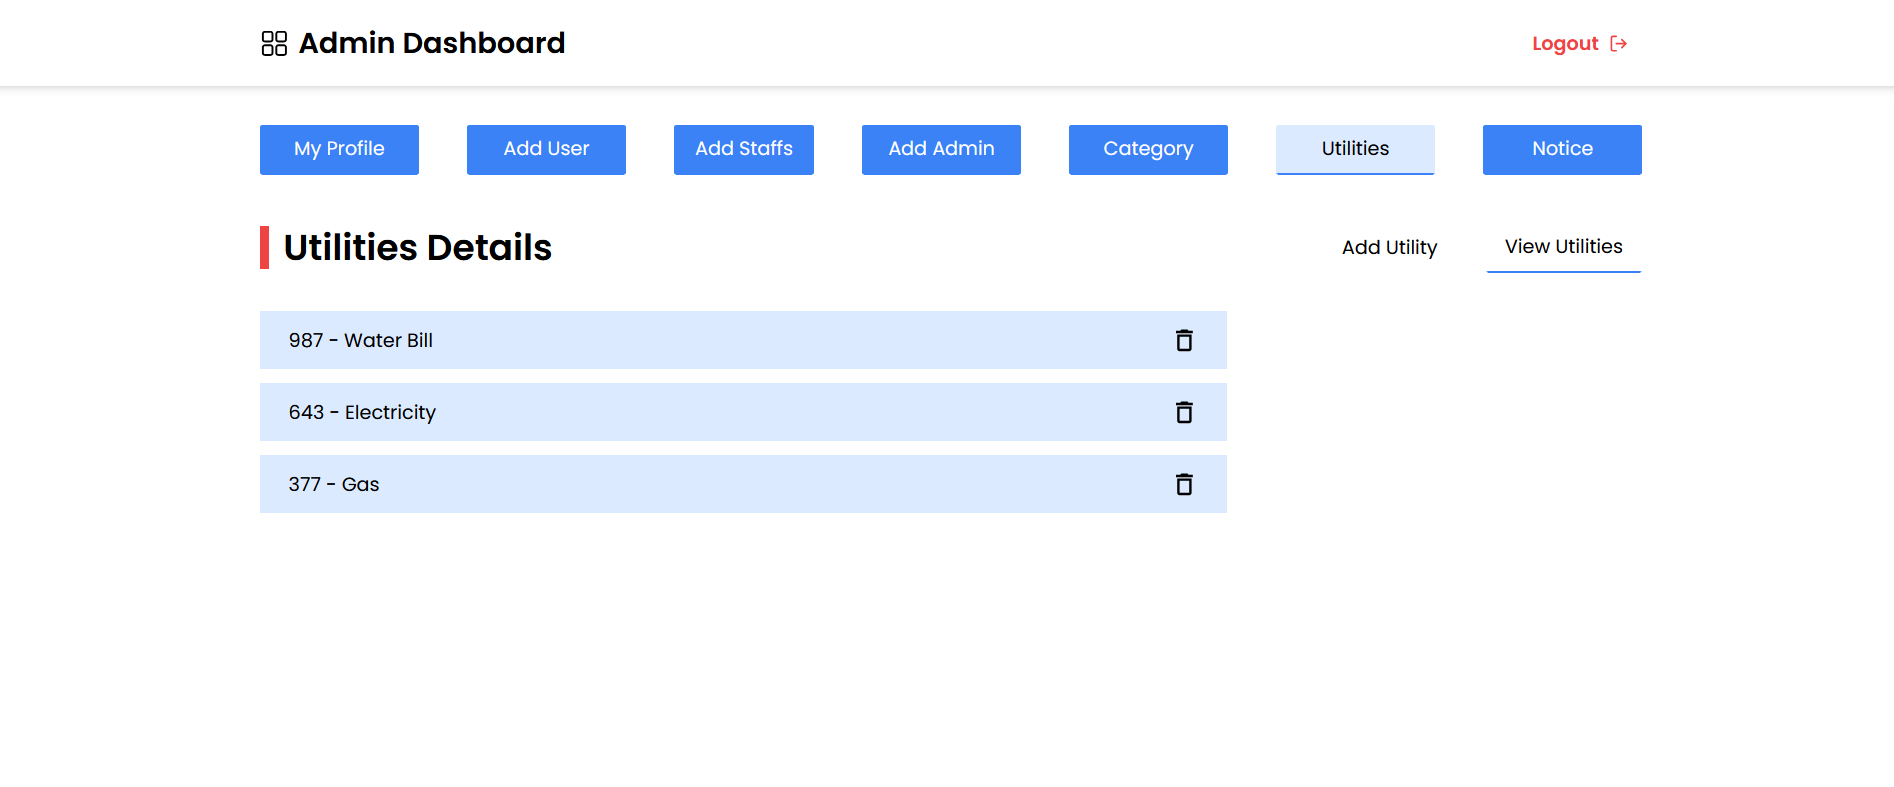 Admin Dashboard
Logout
My Profile
Add User
Add Staffs
Add Admin
Category
Utilities
Notice
Utilities Details
Add Utility
View Utilities
987 - Water Bill
643 - Electricity
377 - Gas